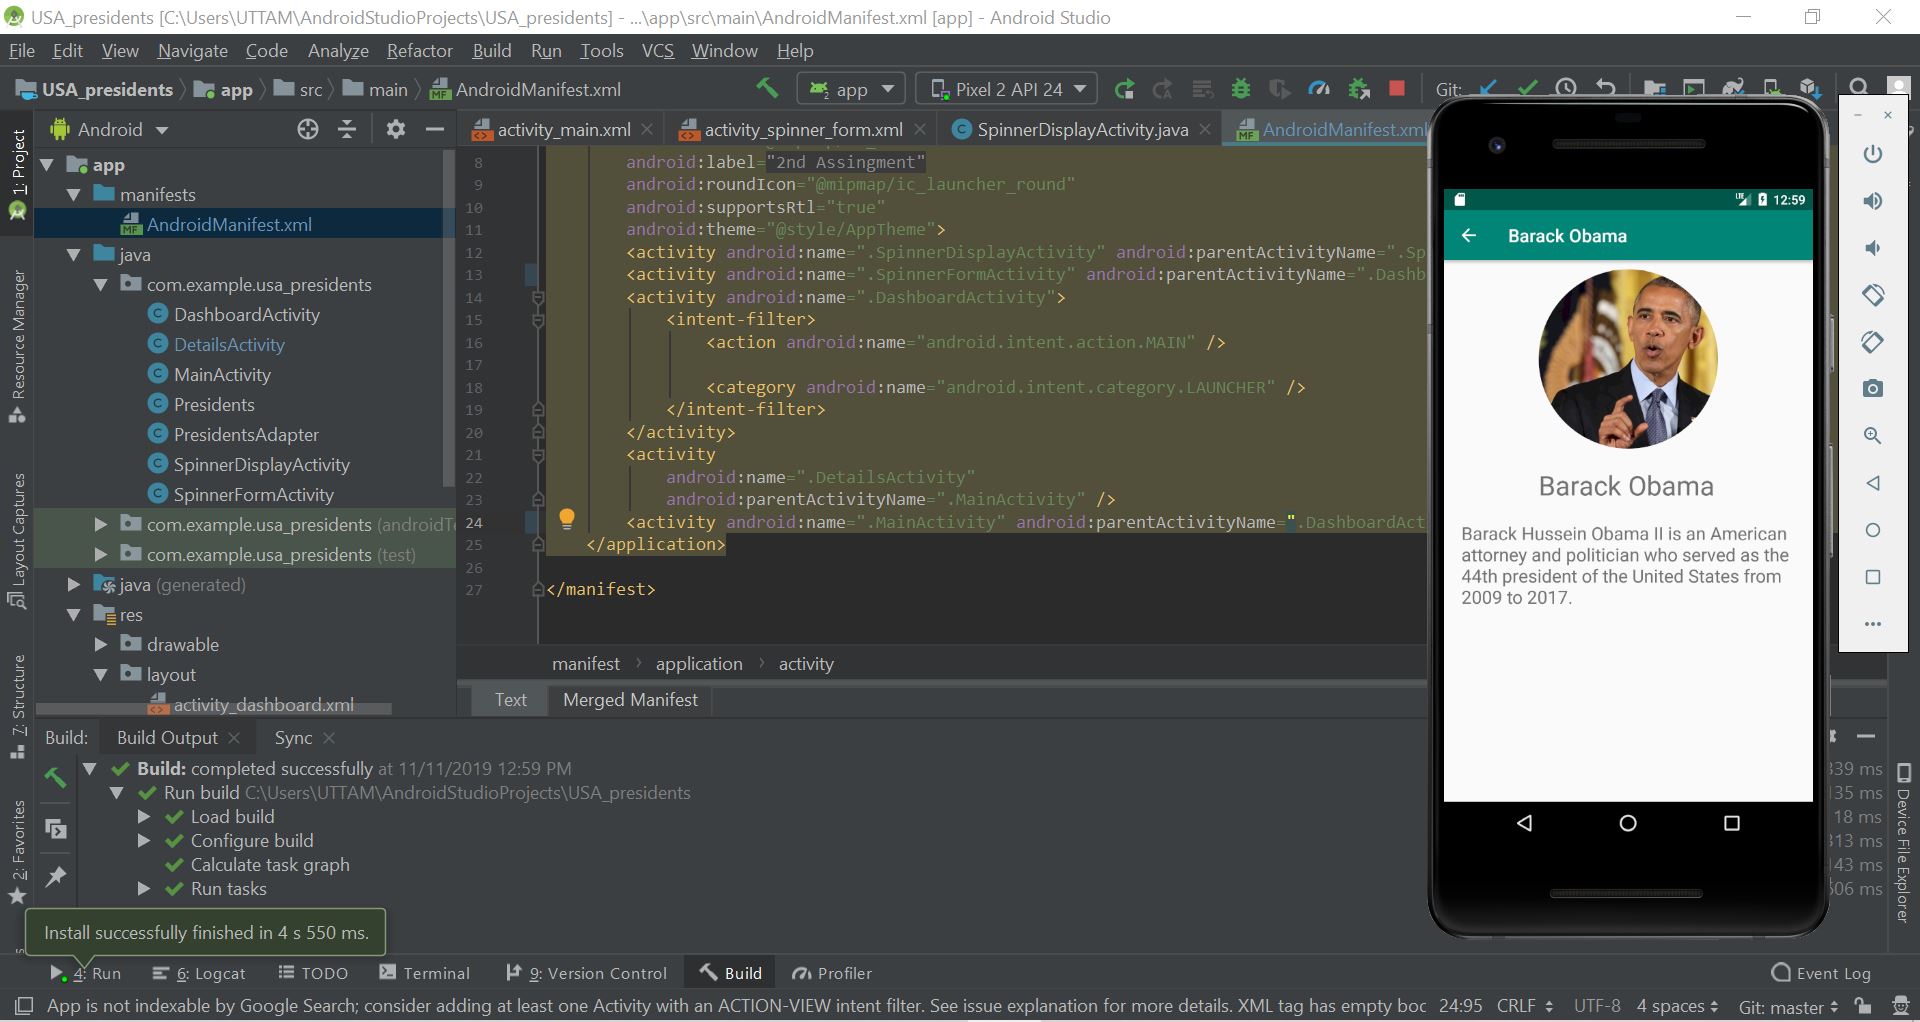 USA_presidents [C:\Users\UTTAM\AndroidStudioProjects\USA_presidents] - ...\app\src\main\AndroidManifest.xml [app] - Android Studio
File Edit View Navigate Code Analyze Refactor Build Run Tools VCS Window Help
USA_presidents app src main AndroidManifest.xml app Pixel 2 API 24 Git:
1: Project
Resource Manager
Layout Captures
7: Structure
2: Favorites
Android
app
manifests
AndroidManifest.xml
java
com.example.usa_presidents
DashboardActivity
DetailsActivity
MainActivity
Presidents
PresidentsAdapter
SpinnerDisplayActivity
SpinnerFormActivity
com.example.usa_presidents (androidTe
com.example.usa_presidents (test)
java (generated)
res
drawable
layout
activity_dashboard.xml
activity_main.xml activity_spinner_form.xml SpinnerDisplayActivity.java AndroidManifest.xml
8 android:label="2nd Assingment"
9 android:roundIcon="@mipmap/ic_launcher_round"
10 android:supportsRtl="true"
11 android:theme="@style/AppTheme">
12 <activity android:name=".SpinnerDisplayActivity" android:parentActivityName=".Sp
13 <activity android:name=".SpinnerFormActivity" android:parentActivityName=".Dashb
14 <activity android:name=".DashboardActivity">
15 <intent-filter>
16 <action android:name="android.intent.action.MAIN" />
17
18 <category android:name="android.intent.category.LAUNCHER" />
19 </intent-filter>
20 </activity>
21 <activity
22 android:name=".DetailsActivity"
23 android:parentActivityName=".MainActivity" />
24 <activity android:name=".MainActivity" android:parentActivityName=".DashboardAct
25 </application>
26
27 </manifest>
manifest application activity
Text Merged Manifest
LTE 12:59
Barack Obama
Barack Obama
Barack Hussein Obama II is an American
attorney and politician who served as the
44th president of the United States from
2009 to 2017.
Build: Build Output Sync
Build: completed successfully at 11/11/2019 12:59 PM
Run build C:\Users\UTTAM\AndroidStudioProjects\USA_presidents
Load build
Configure build
Calculate task graph
Run tasks
339 ms
135 ms
18 ms
313 ms
143 ms
506 ms
Device File Explorer
Install successfully finished in 4 s 550 ms.
4: Run 6: Logcat TODO Terminal 9: Version Control Build Profiler Event Log
App is not indexable by Google Search; consider adding at least one Activity with an ACTION-VIEW intent filter. See issue explanation for more details. XML tag has empty boc 24:95 CRLF UTF-8 4 spaces Git: master